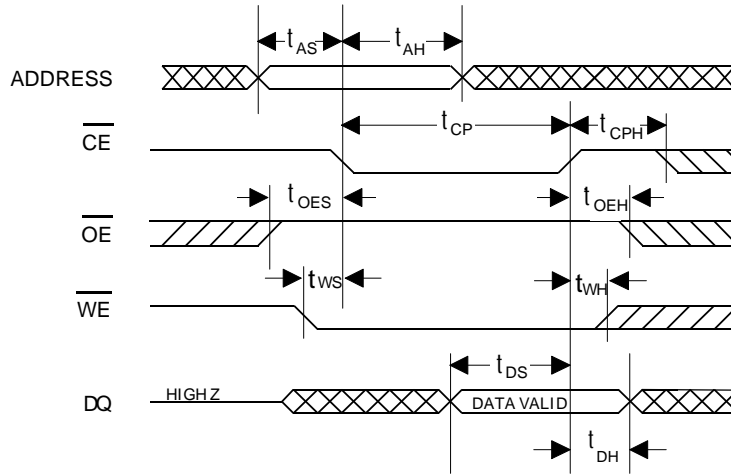 tAS tAH
ADDRESS
tCP tCPH
CE
tOES tOEH
OE
tWS tWH
WE
tDS
DQ HIGH Z DATA VALID
tDH